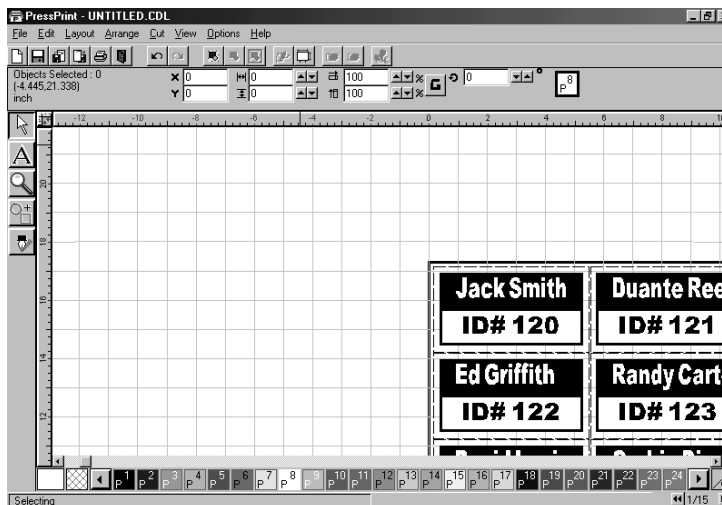 PressPrint - UNTITLED.CDL
File Edit Layout Arrange Cut View Options Help
Objects Selected : 0
(-4.445,21.338)
inch
X 0 0 100 % G 0 °
Y 0 0 100 %
P 8
-12 -10 -8 -6 -4 -2 0 2 4 6 8 10
20
18
16
14
12
Jack Smith
Duante Ree
ID# 120
ID# 121
Ed Griffith
Randy Cart
ID# 122
ID# 123
P 1 P 2 P 3 P 4 P 5 P 6 P 7 P 8 P 9 P 10 P 11 P 12 P 13 P 14 P 15 P 16 P 17 P 18 P 19 P 20 P 21 P 22 P 23 P 24
Selecting
1/15